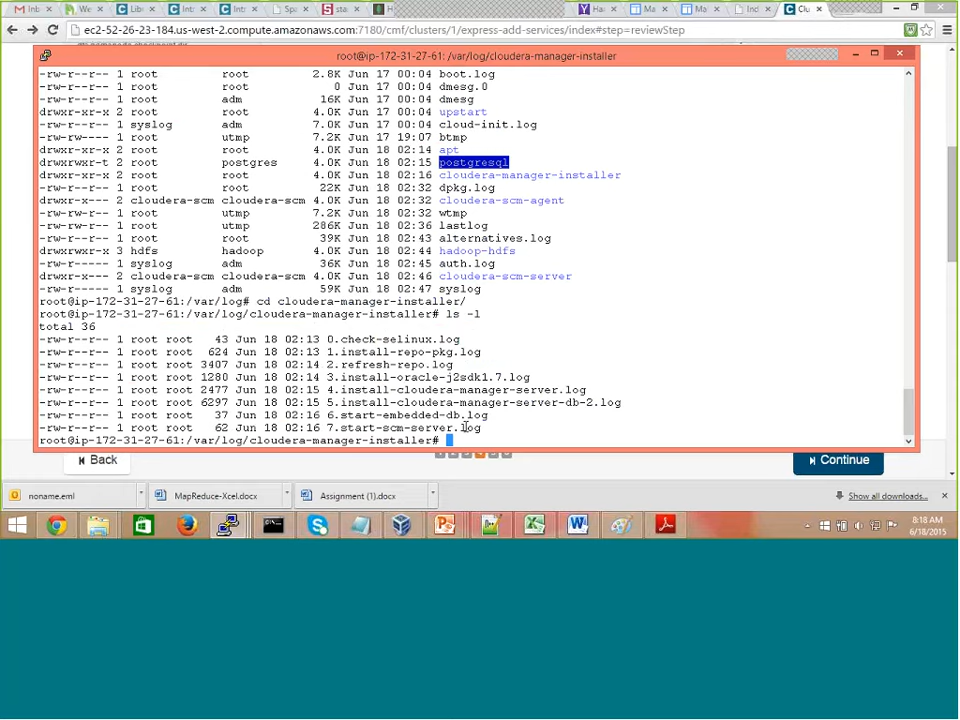 Inb
We
Lib
Intr
Intr
Spa
sta
H
Ha
Ma
Ma
Ind
Clu
ec2-52-26-23-184.us-west-2.compute.amazonaws.com:7180/cmf/clusters/1/express-add-services/index#step=reviewStep
root@ip-172-31-27-61: /var/log/cloudera-manager-installer
-rw-r--r-- 1 root root 2.8K Jun 17 00:04 boot.log
-rw-r--r-- 1 root root 0 Jun 17 00:04 dmesg.0
-rw-r--r-- 1 root adm 16K Jun 17 00:04 dmesg
drwxr-xr-x 2 root root 4.0K Jun 17 00:04 upstart
-rw-r--r-- 1 syslog adm 7.0K Jun 17 00:04 cloud-init.log
-rw-rw---- 1 root utmp 7.2K Jun 17 19:07 btmp
drwxr-xr-x 2 root root 4.0K Jun 18 02:14 apt
drwxrwxr-t 2 root postgres 4.0K Jun 18 02:15 postgresql
drwxr-xr-x 2 root root 4.0K Jun 18 02:16 cloudera-manager-installer
-rw-r--r-- 1 root root 22K Jun 18 02:32 dpkg.log
drwxr-x--- 2 cloudera-scm cloudera-scm 4.0K Jun 18 02:32 cloudera-scm-agent
-rw-rw-r-- 1 root utmp 7.2K Jun 18 02:32 wtmp
-rw-rw-r-- 1 root utmp 286K Jun 18 02:36 lastlog
-rw-r--r-- 1 root root 39K Jun 18 02:43 alternatives.log
drwxrwxr-x 3 hdfs hadoop 4.0K Jun 18 02:44 hadoop-hdfs
-rw-r----- 1 syslog adm 36K Jun 18 02:45 auth.log
drwxr-x--- 2 cloudera-scm cloudera-scm 4.0K Jun 18 02:46 cloudera-scm-server
-rw-r----- 1 syslog adm 59K Jun 18 02:47 syslog
root@ip-172-31-27-61:/var/log# cd cloudera-manager-installer/
root@ip-172-31-27-61:/var/log/cloudera-manager-installer# ls -l
total 36
-rw-r--r-- 1 root root 43 Jun 18 02:13 0.check-selinux.log
-rw-r--r-- 1 root root 624 Jun 18 02:13 1.install-repo-pkg.log
-rw-r--r-- 1 root root 3407 Jun 18 02:14 2.refresh-repo.log
-rw-r--r-- 1 root root 1280 Jun 18 02:14 3.install-oracle-j2sdk1.7.log
-rw-r--r-- 1 root root 2477 Jun 18 02:15 4.install-cloudera-manager-server.log
-rw-r--r-- 1 root root 6297 Jun 18 02:15 5.install-cloudera-manager-server-db-2.log
-rw-r--r-- 1 root root 37 Jun 18 02:16 6.start-embedded-db.log
-rw-r--r-- 1 root root 62 Jun 18 02:16 7.start-scm-server.log
root@ip-172-31-27-61:/var/log/cloudera-manager-installer#
Back
Continue
noname.eml
MapReduce-Xcel.docx
Assignment (1).docx
Show all downloads...
8:18 AM
6/18/2015